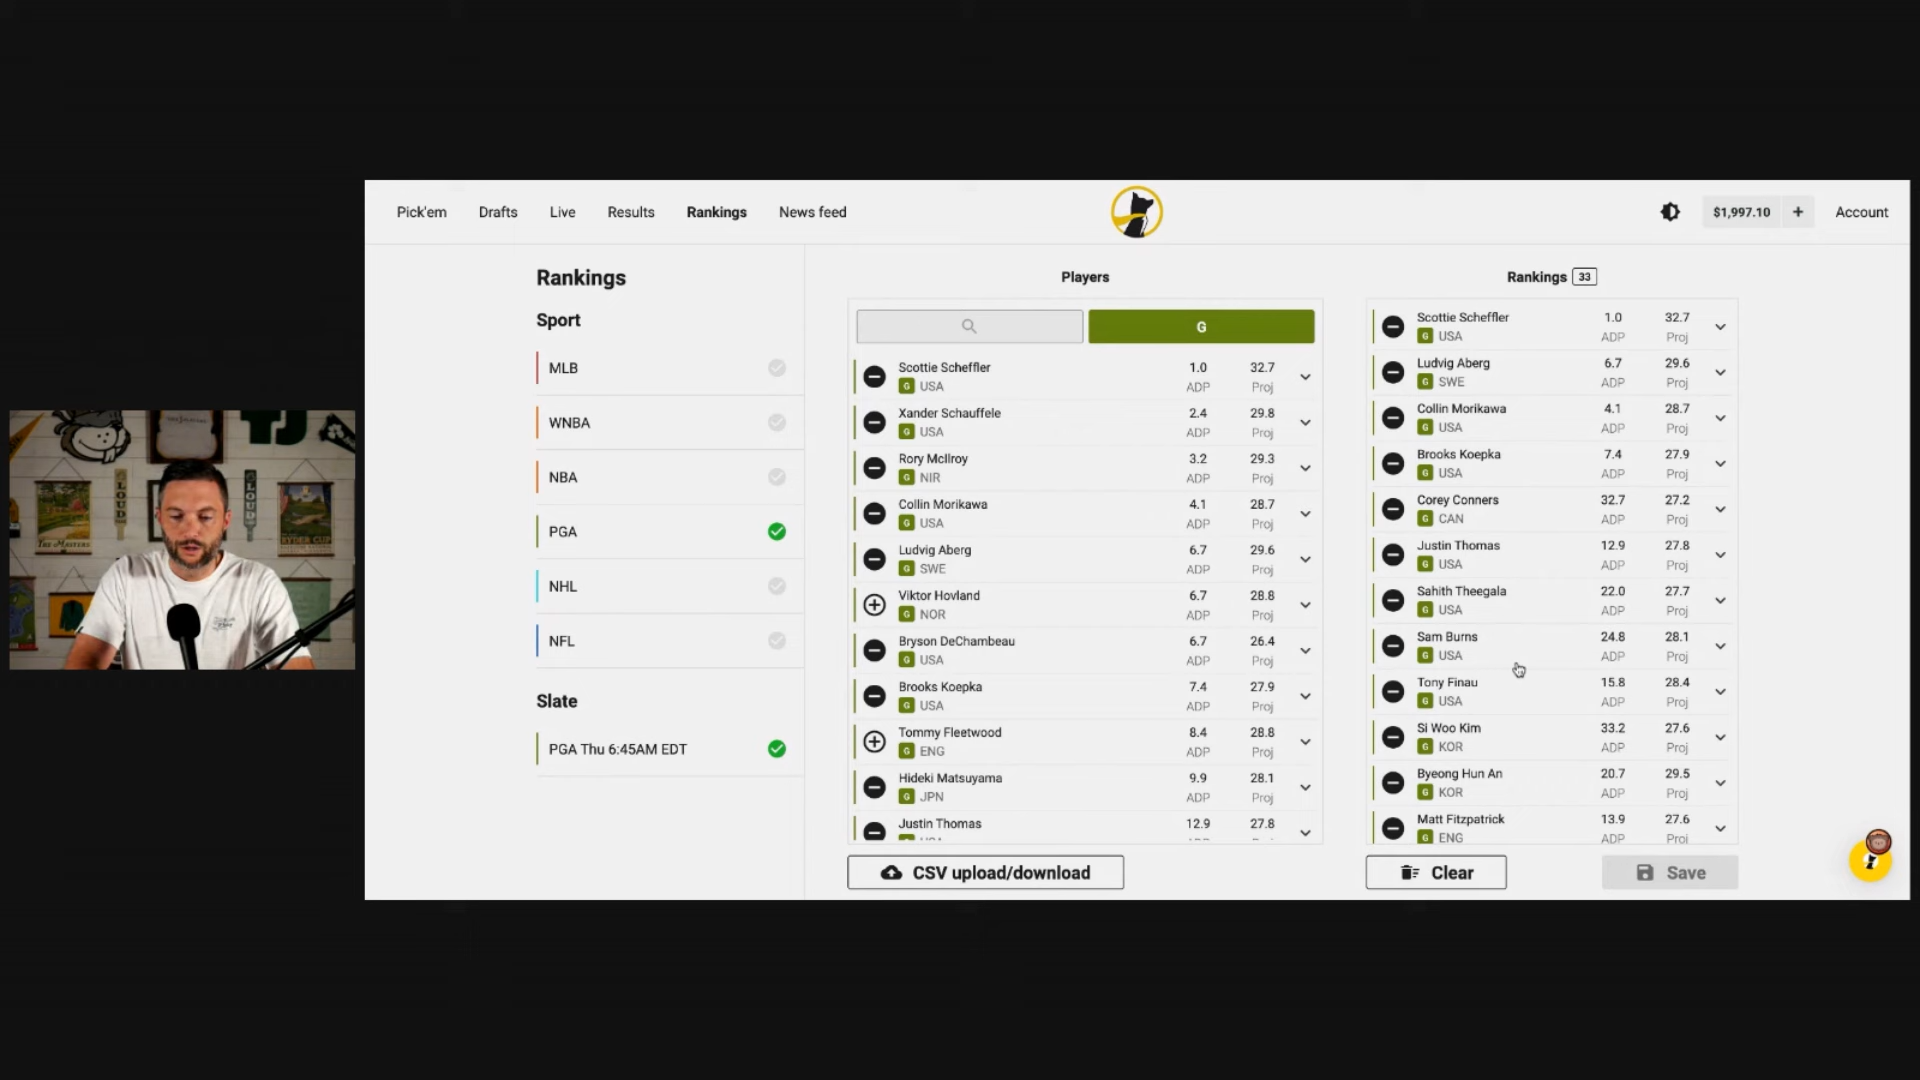 Pick'em
Drafts
Live
Results
Rankings
News feed
$1,997.10
+
Account
Rankings
Sport
MLB
WNBA
NBA
PGA
NHL
NFL
Slate
PGA Thu 6:45AM EDT
Players
G
Scottie Scheffler 1.0 32.7
G USA ADP Proj
Xander Schauffele 2.4 29.8
G USA ADP Proj
Rory McIlroy 3.2 29.3
G NIR ADP Proj
Collin Morikawa 4.1 28.7
G USA ADP Proj
Ludvig Aberg 6.7 29.6
G SWE ADP Proj
Viktor Hovland 6.7 28.8
G NOR ADP Proj
Bryson DeChambeau 6.7 26.4
G USA ADP Proj
Brooks Koepka 7.4 27.9
G USA ADP Proj
Tommy Fleetwood 8.4 28.8
G ENG ADP Proj
Hideki Matsuyama 9.9 28.1
G JPN ADP Proj
Justin Thomas 12.9 27.8
CSV upload/download
Rankings 33
Scottie Scheffler 1.0 32.7
G USA ADP Proj
Ludvig Aberg 6.7 29.6
G SWE ADP Proj
Collin Morikawa 4.1 28.7
G USA ADP Proj
Brooks Koepka 7.4 27.9
G USA ADP Proj
Corey Conners 32.7 27.2
G CAN ADP Proj
Justin Thomas 12.9 27.8
G USA ADP Proj
Sahith Theegala 22.0 27.7
G USA ADP Proj
Sam Burns 24.8 28.1
G USA ADP Proj
Tony Finau 15.8 28.4
G USA ADP Proj
Si Woo Kim 33.2 27.6
G KOR ADP Proj
Byeong Hun An 20.7 29.5
G KOR ADP Proj
Matt Fitzpatrick 13.9 27.6
G ENG ADP Proj
Clear
Save
LOUD
TJ
The Masters
LOUD
RYDER CUP